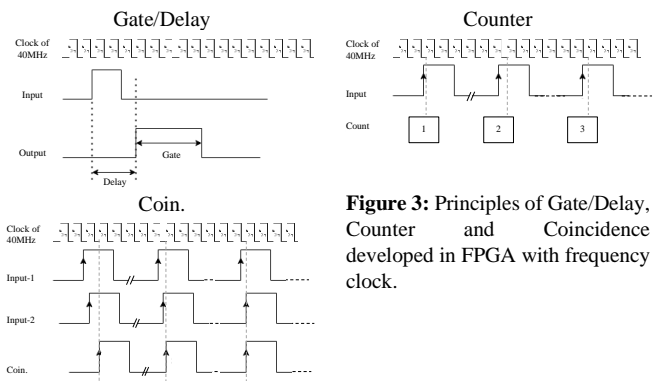 Gate/Delay
Clock of
40MHz
Input
Output
Gate
Delay
Counter
Clock of
40MHz
Input
Count
1
2
3
Coin.
Clock of
40MHz
Input-1
Input-2
Coin.
Figure 3: Principles of Gate/Delay,
Counter and Coincidence
developed in FPGA with frequency
clock.